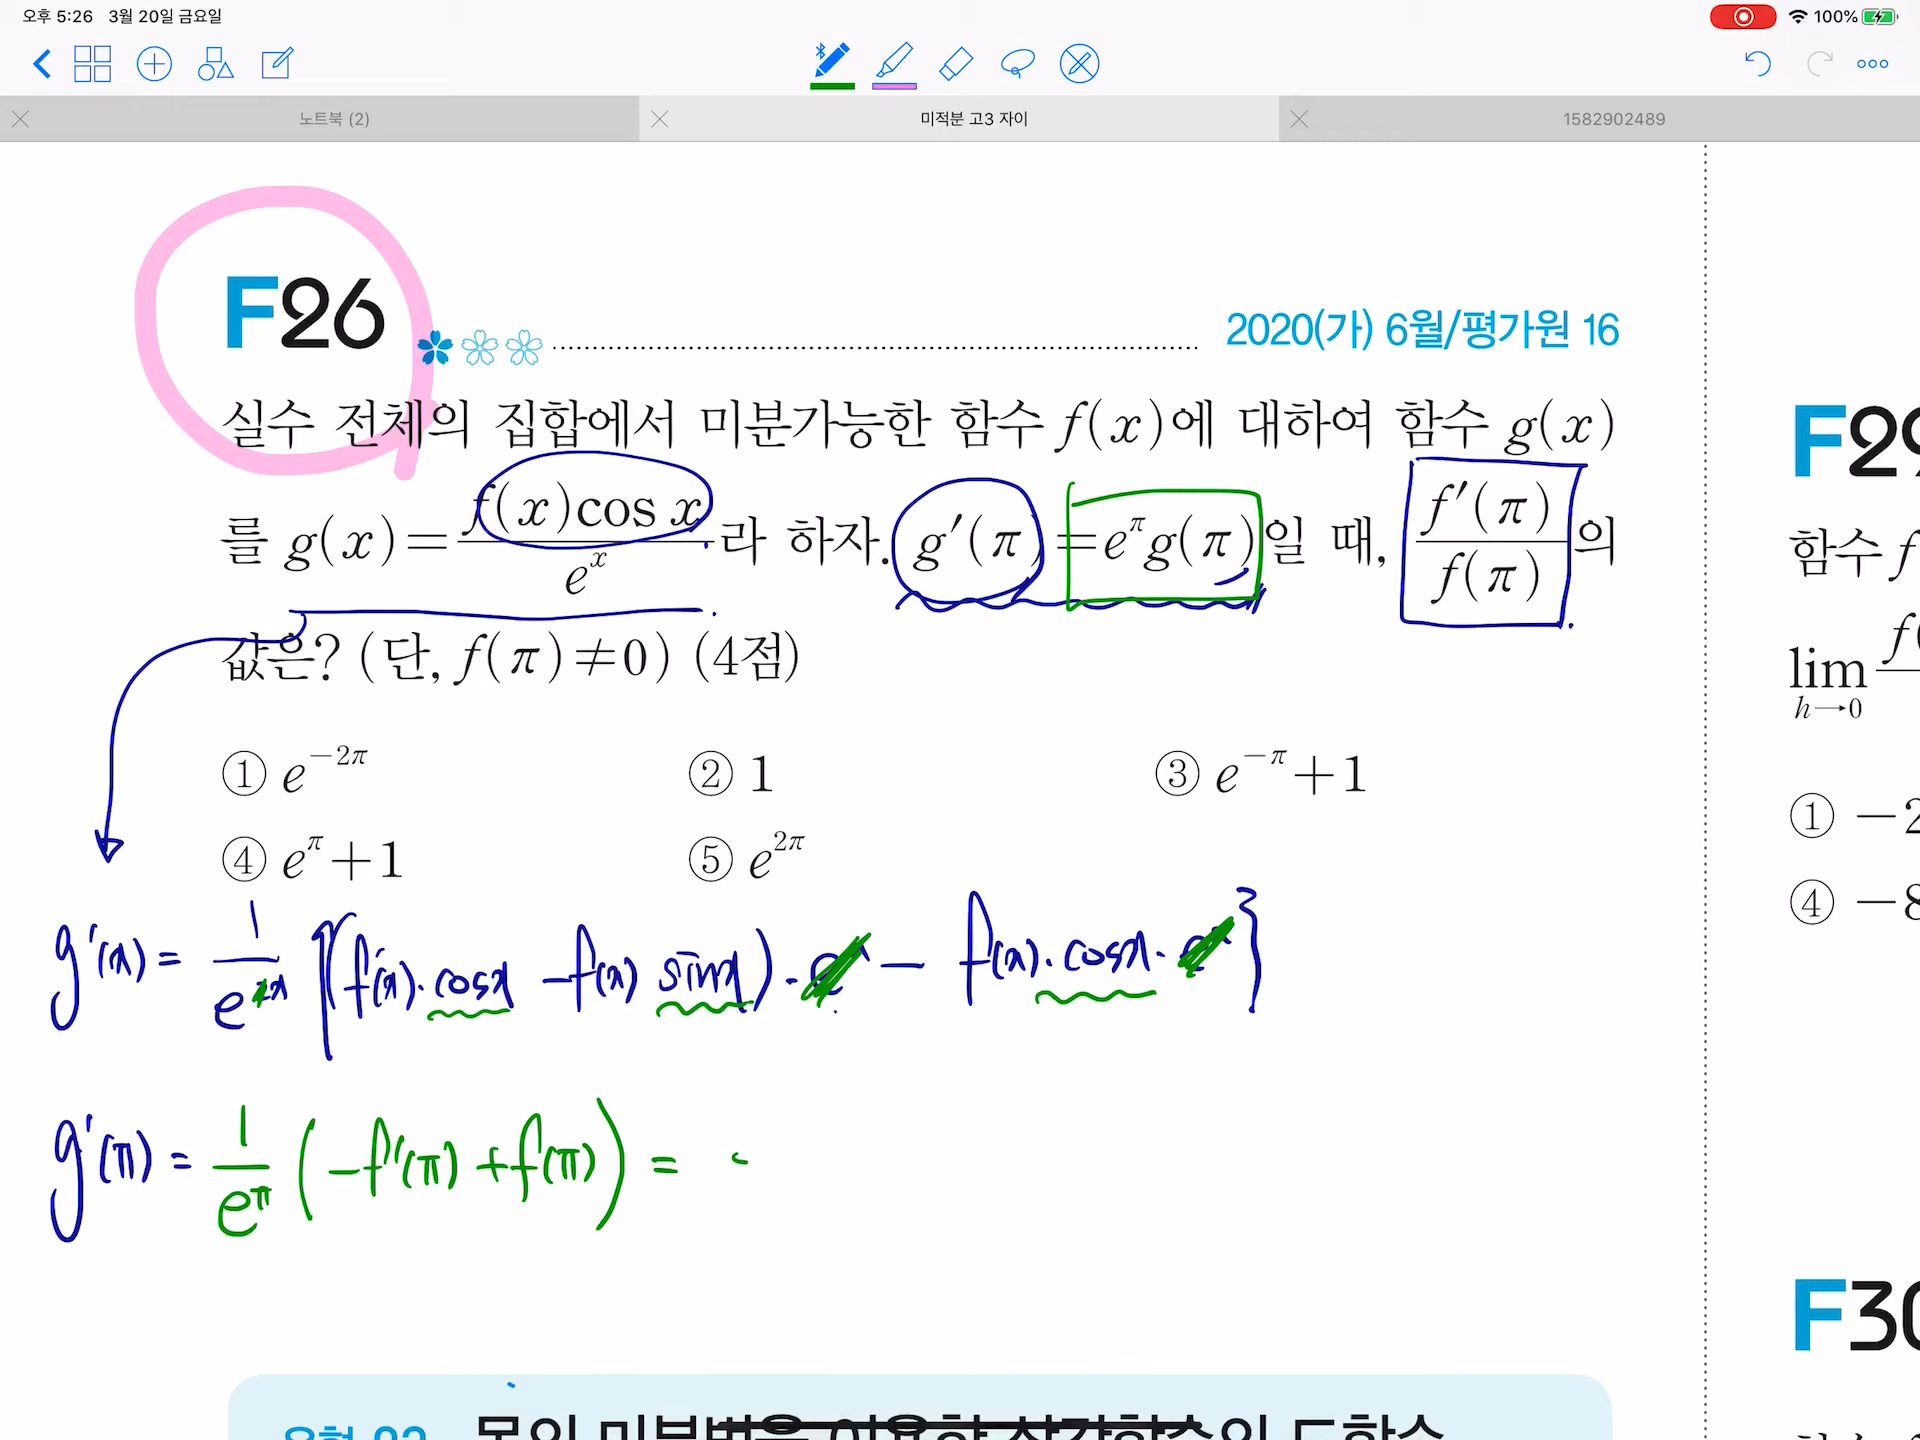 오후 5:26 3월 20일 금요일 100%
노트북 (2) 미적분 고3 자이 1582902489
F26 2020(가) 6월/평가원 16
실수 전체의 집합에서 미분가능한 함수 f(x)에 대하여 함수 g(x)
를 g(x)=f(x)cos x/e^x라 하자. g′(π)=e^π g(π)일 때, f′(π)/f(π)의
값은? (단, f(π)≠0) (4점)
① e^{-2π} ② 1 ③ e^{-π}+1
④ e^π+1 ⑤ e^{2π}
g'(x) = 1/e^x {(f'(x)·cosx −f(x) sinx)· − f(x)·cosx· }
g'(π) = 1/e^π (−f'(π) +f(π)) =
F29
함수 f
lim h→0 f(
① −2
④ −8
F30